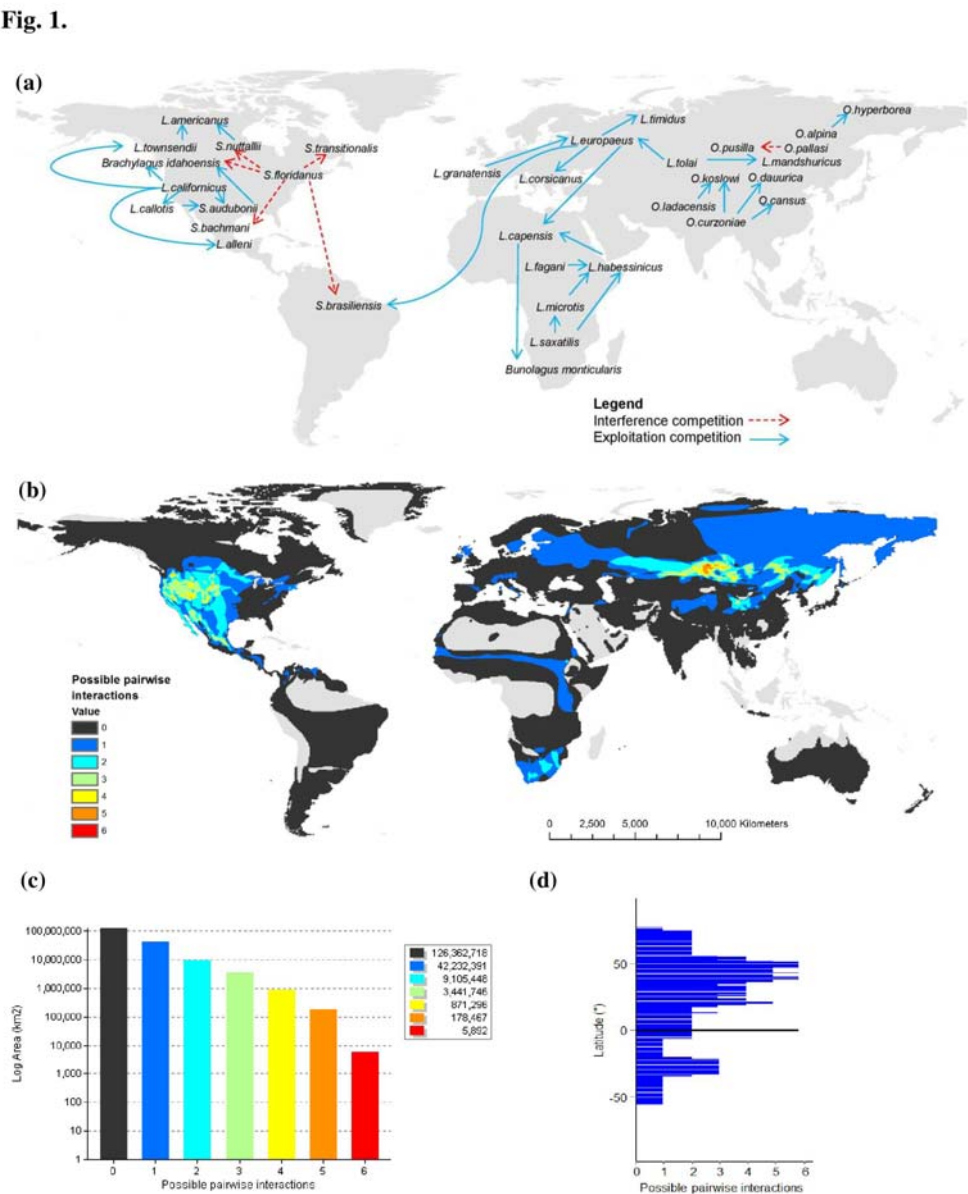 Fig. 1.
(a)
O.hyperborea
L.americanus
L.timidus
O.alpina
L.townsendii
S.nuttallii
S.transitionalis
L.europaeus
O.pusilla
O.pallasi
Brachylagus idahoensis
L.tolai
L.mandshuricus
L.granatensis
S.floridanus
L.corsicanus
O.koslowi
O.dauurica
L.californicus
L.callotis
S.audubonii
O.ladacensis
O.cansus
S.bachmani
O.curzoniae
L.alleni
L.capensis
L.fagani
L.habessinicus
S.brasiliensis
L.microtis
L.saxatilis
Bunolagus monticularis
Legend
Interference competition
Exploitation competition
(b)
Possible pairwise
interactions
Value
0
1
2
3
4
5
6
0 2,500 5,000 10,000 Kilometers
(c)
Log Area (km2)
100,000,000
10,000,000
1,000,000
100,000
10,000
1,000
100
10
1
0 1 2 3 4 5 6
Possible pairwise interactions
126,362,718
42,232,391
9,105,448
3,441,746
871,296
178,467
5,892
(d)
Latitude (°)
50
0
-50
0 1 2 3 4 5 6
Possible pairwise interactions